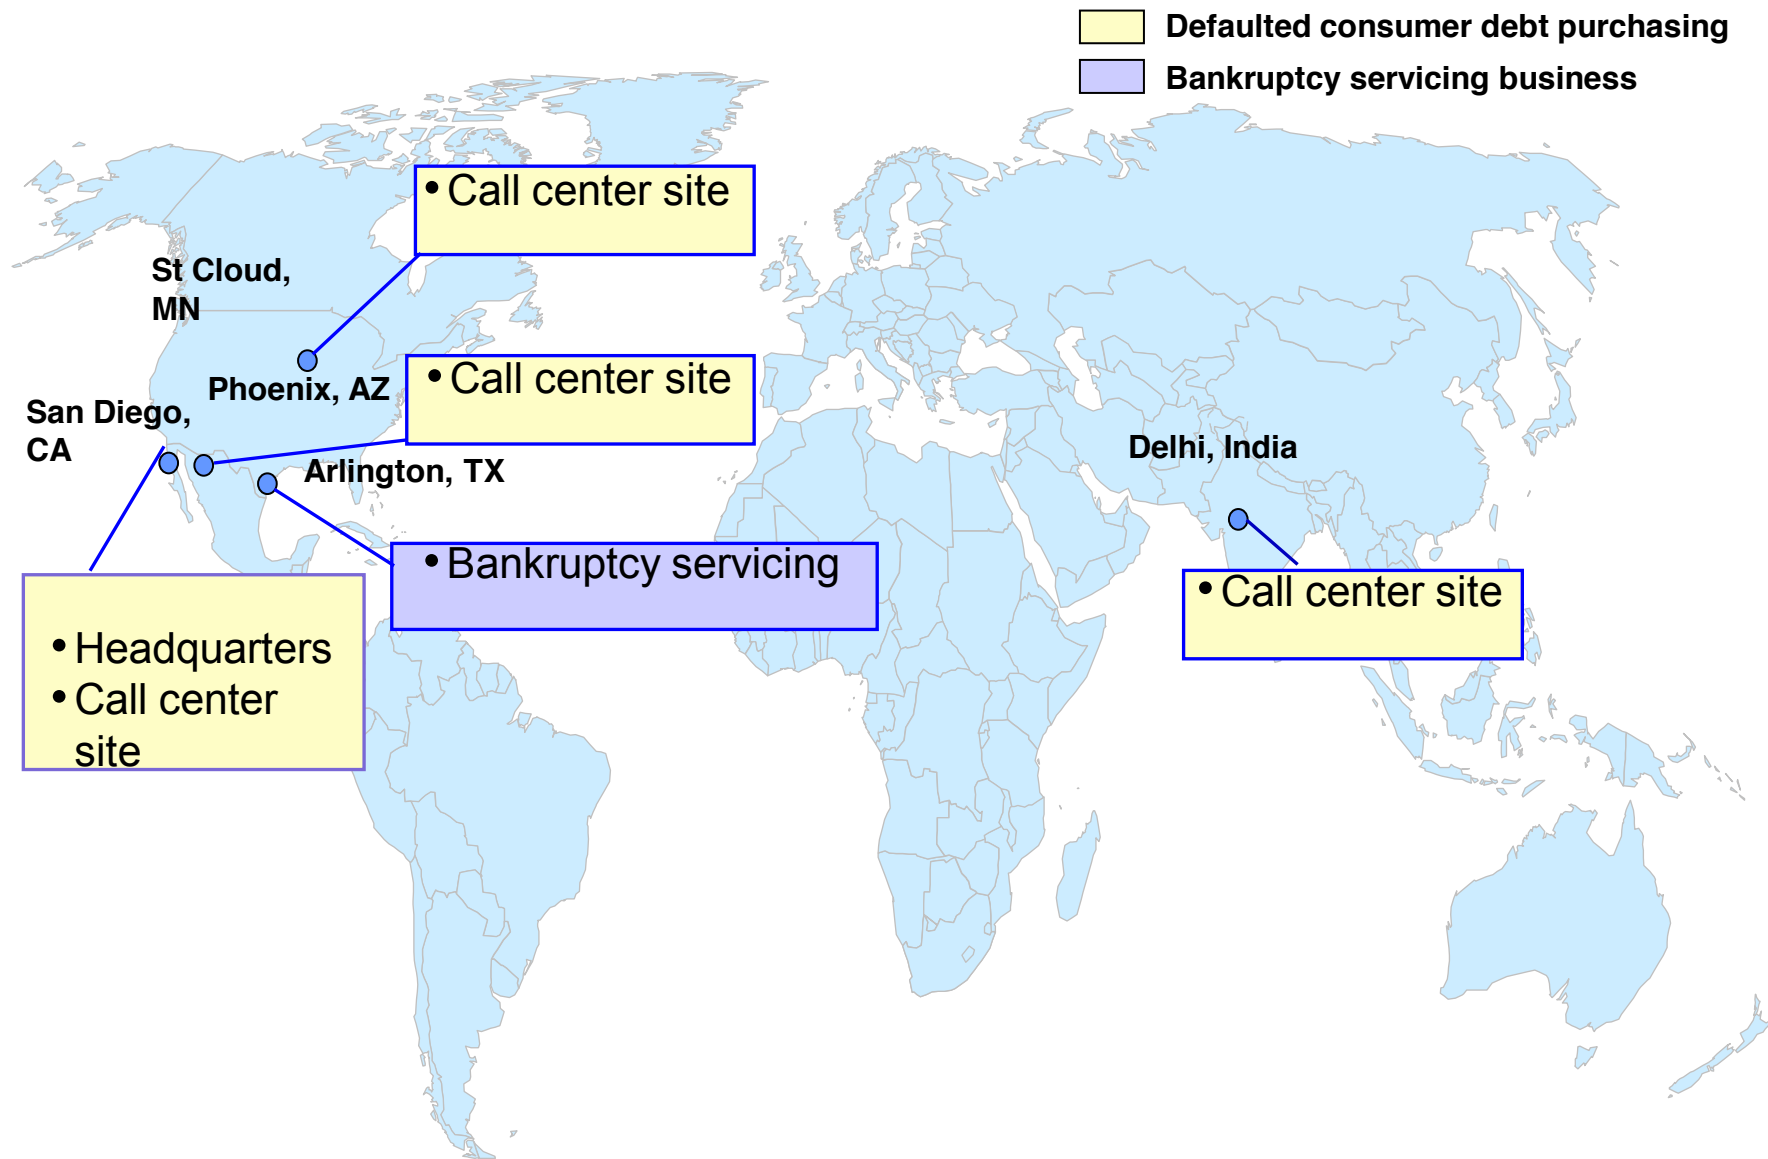 Defaulted consumer debt purchasing
Bankruptcy servicing business
• Call center site
St Cloud,
MN
• Call center site
Phoenix, AZ
San Diego,
CA
Arlington, TX
Delhi, India
• Bankruptcy servicing
• Call center site
• Headquarters
• Call center
site